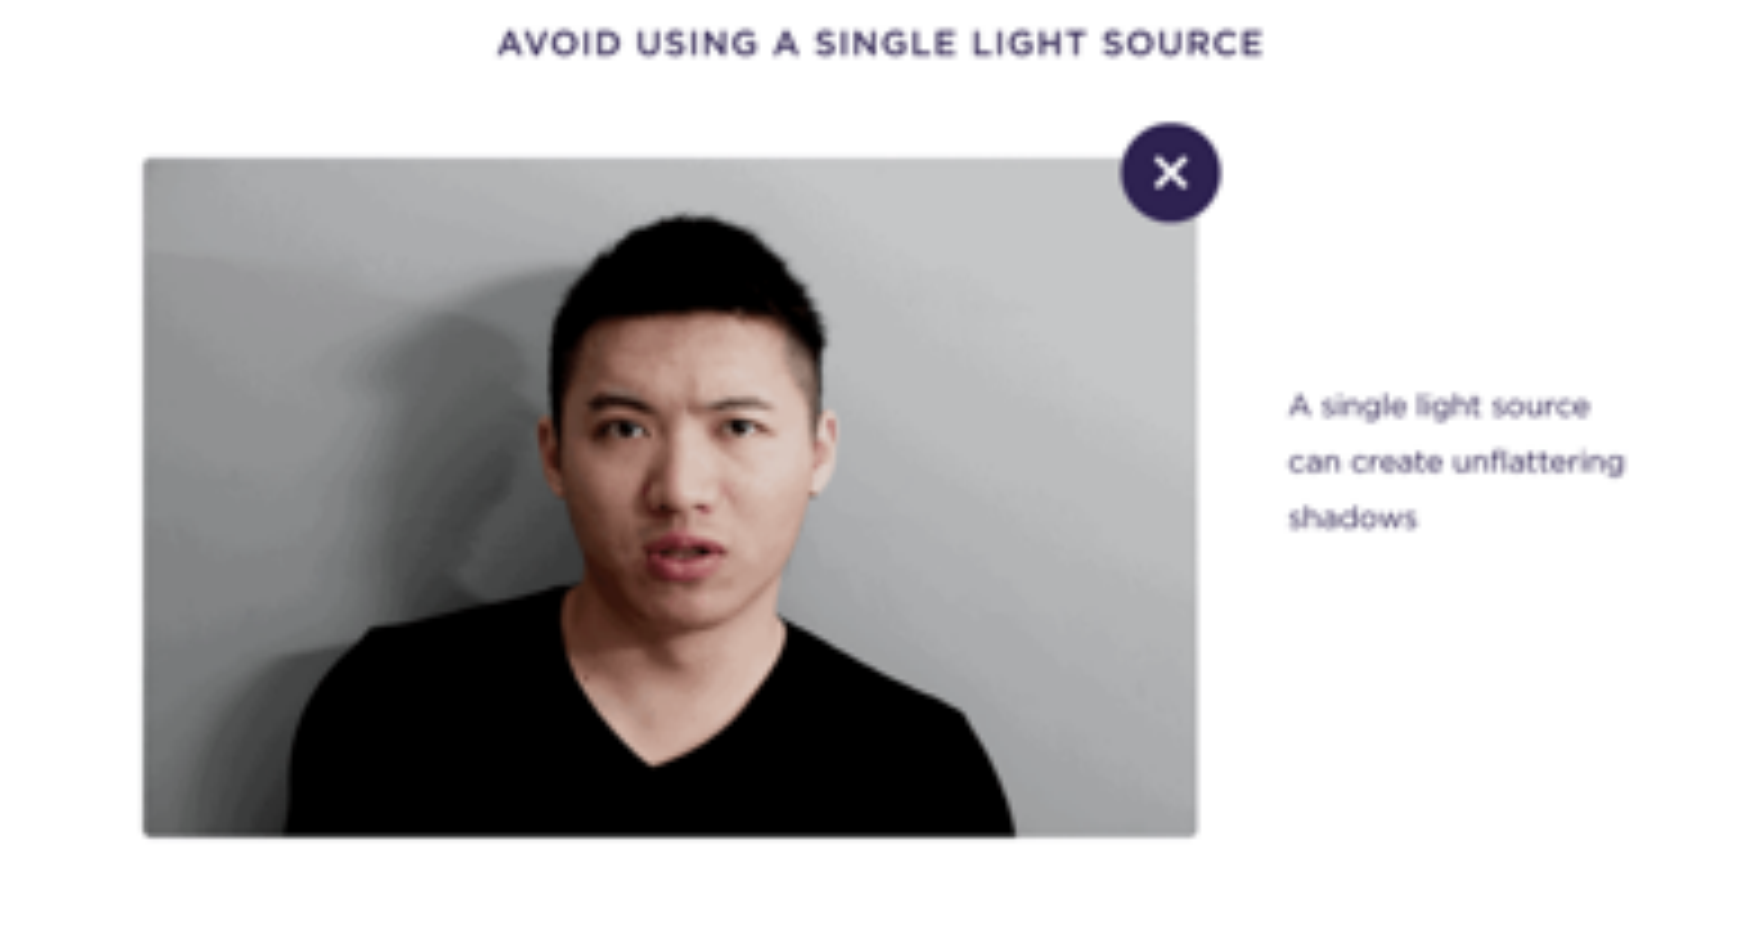 AVOID USING A SINGLE LIGHT SOURCE
A single light source
can create unflattering
shadows